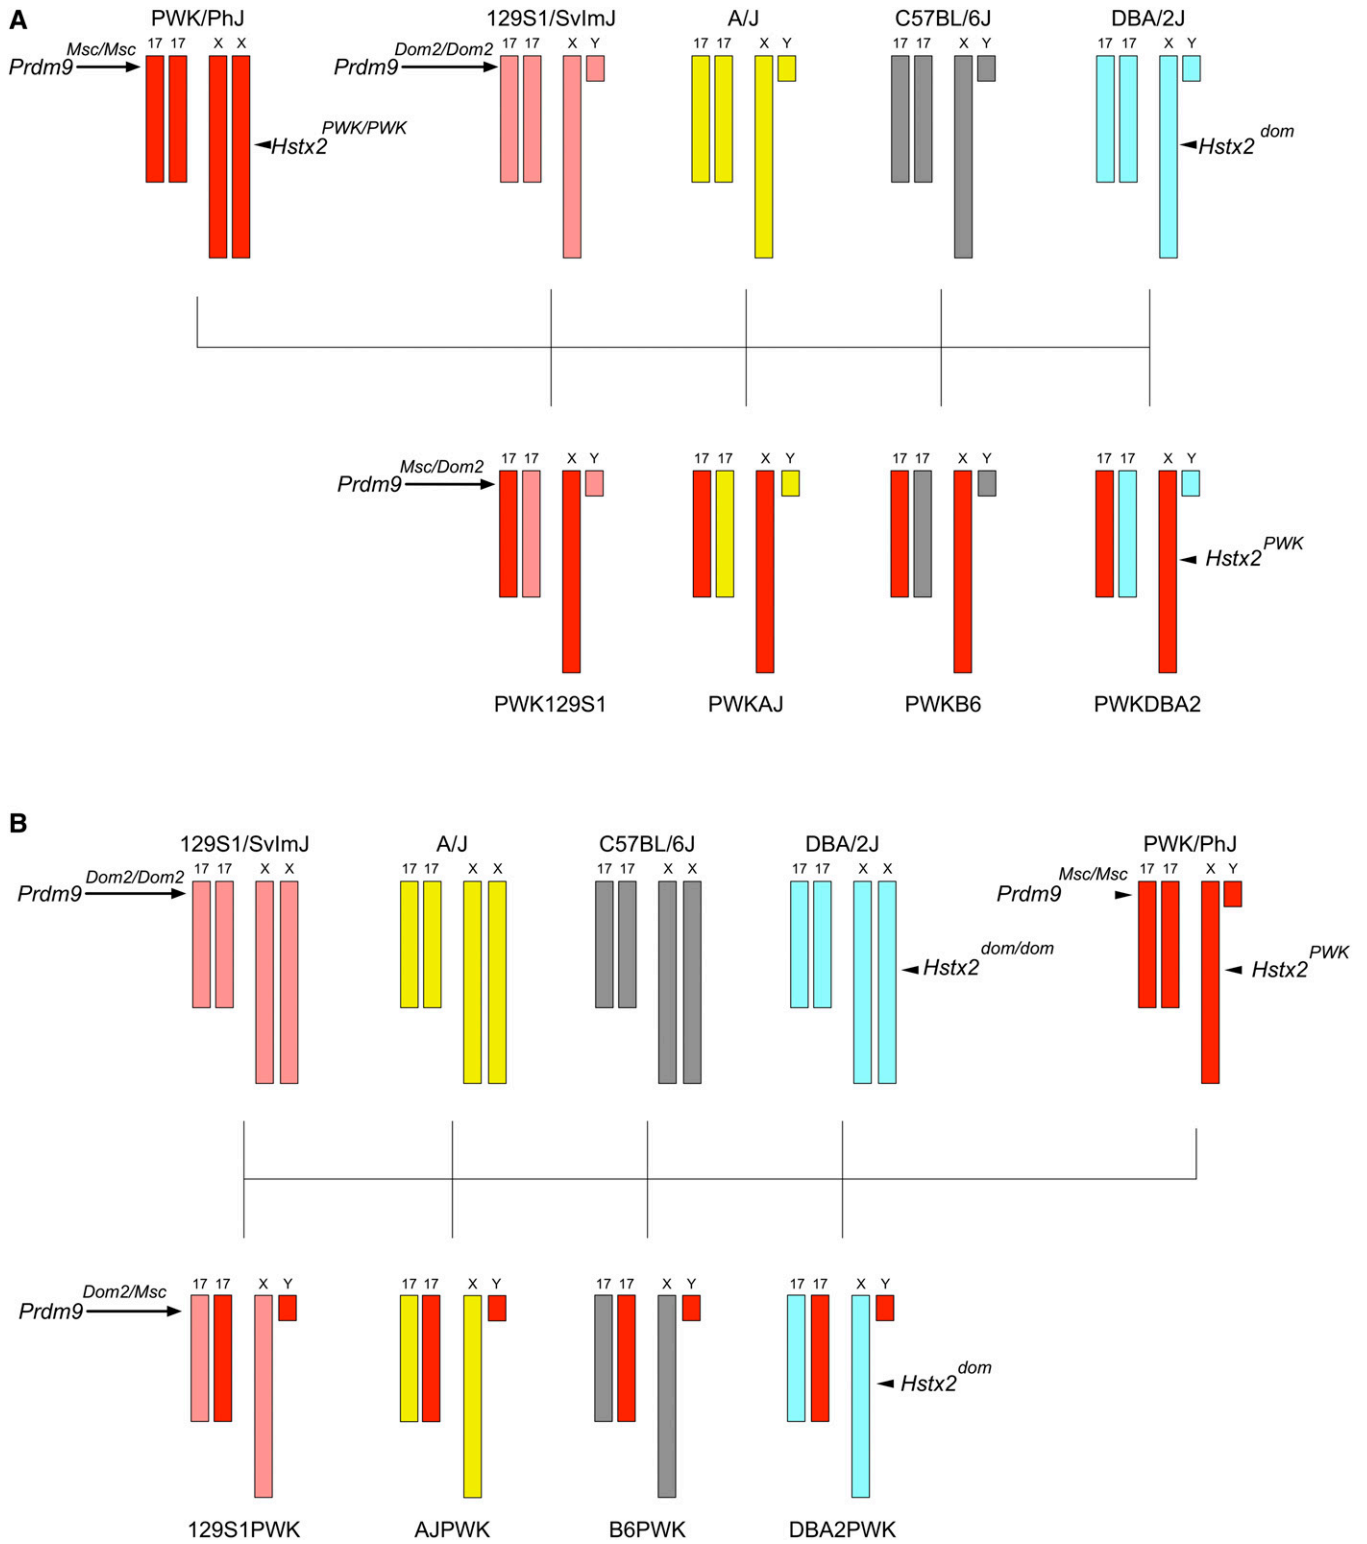 A
PWK/PhJ 129S1/SvImJ A/J C57BL/6J DBA/2J
17 17 X X 17 17 X Y 17 17 X Y 17 17 X Y 17 17 X Y
Prdm9 Msc/Msc Prdm9 Dom2/Dom2
Hstx2 PWK/PWK Hstx2 dom
17 17 X Y 17 17 X Y 17 17 X Y 17 17 X Y
Prdm9 Msc/Dom2
Hstx2 PWK
PWK129S1 PWKAJ PWKB6 PWKDBA2
B
129S1/SvImJ A/J C57BL/6J DBA/2J PWK/PhJ
17 17 X X 17 17 X X 17 17 X X 17 17 X X 17 17 X Y
Prdm9 Dom2/Dom2 Prdm9 Msc/Msc
Hstx2 dom/dom Hstx2 PWK
17 17 X Y 17 17 X Y 17 17 X Y 17 17 X Y
Prdm9 Dom2/Msc
Hstx2 dom
129S1PWK AJPWK B6PWK DBA2PWK